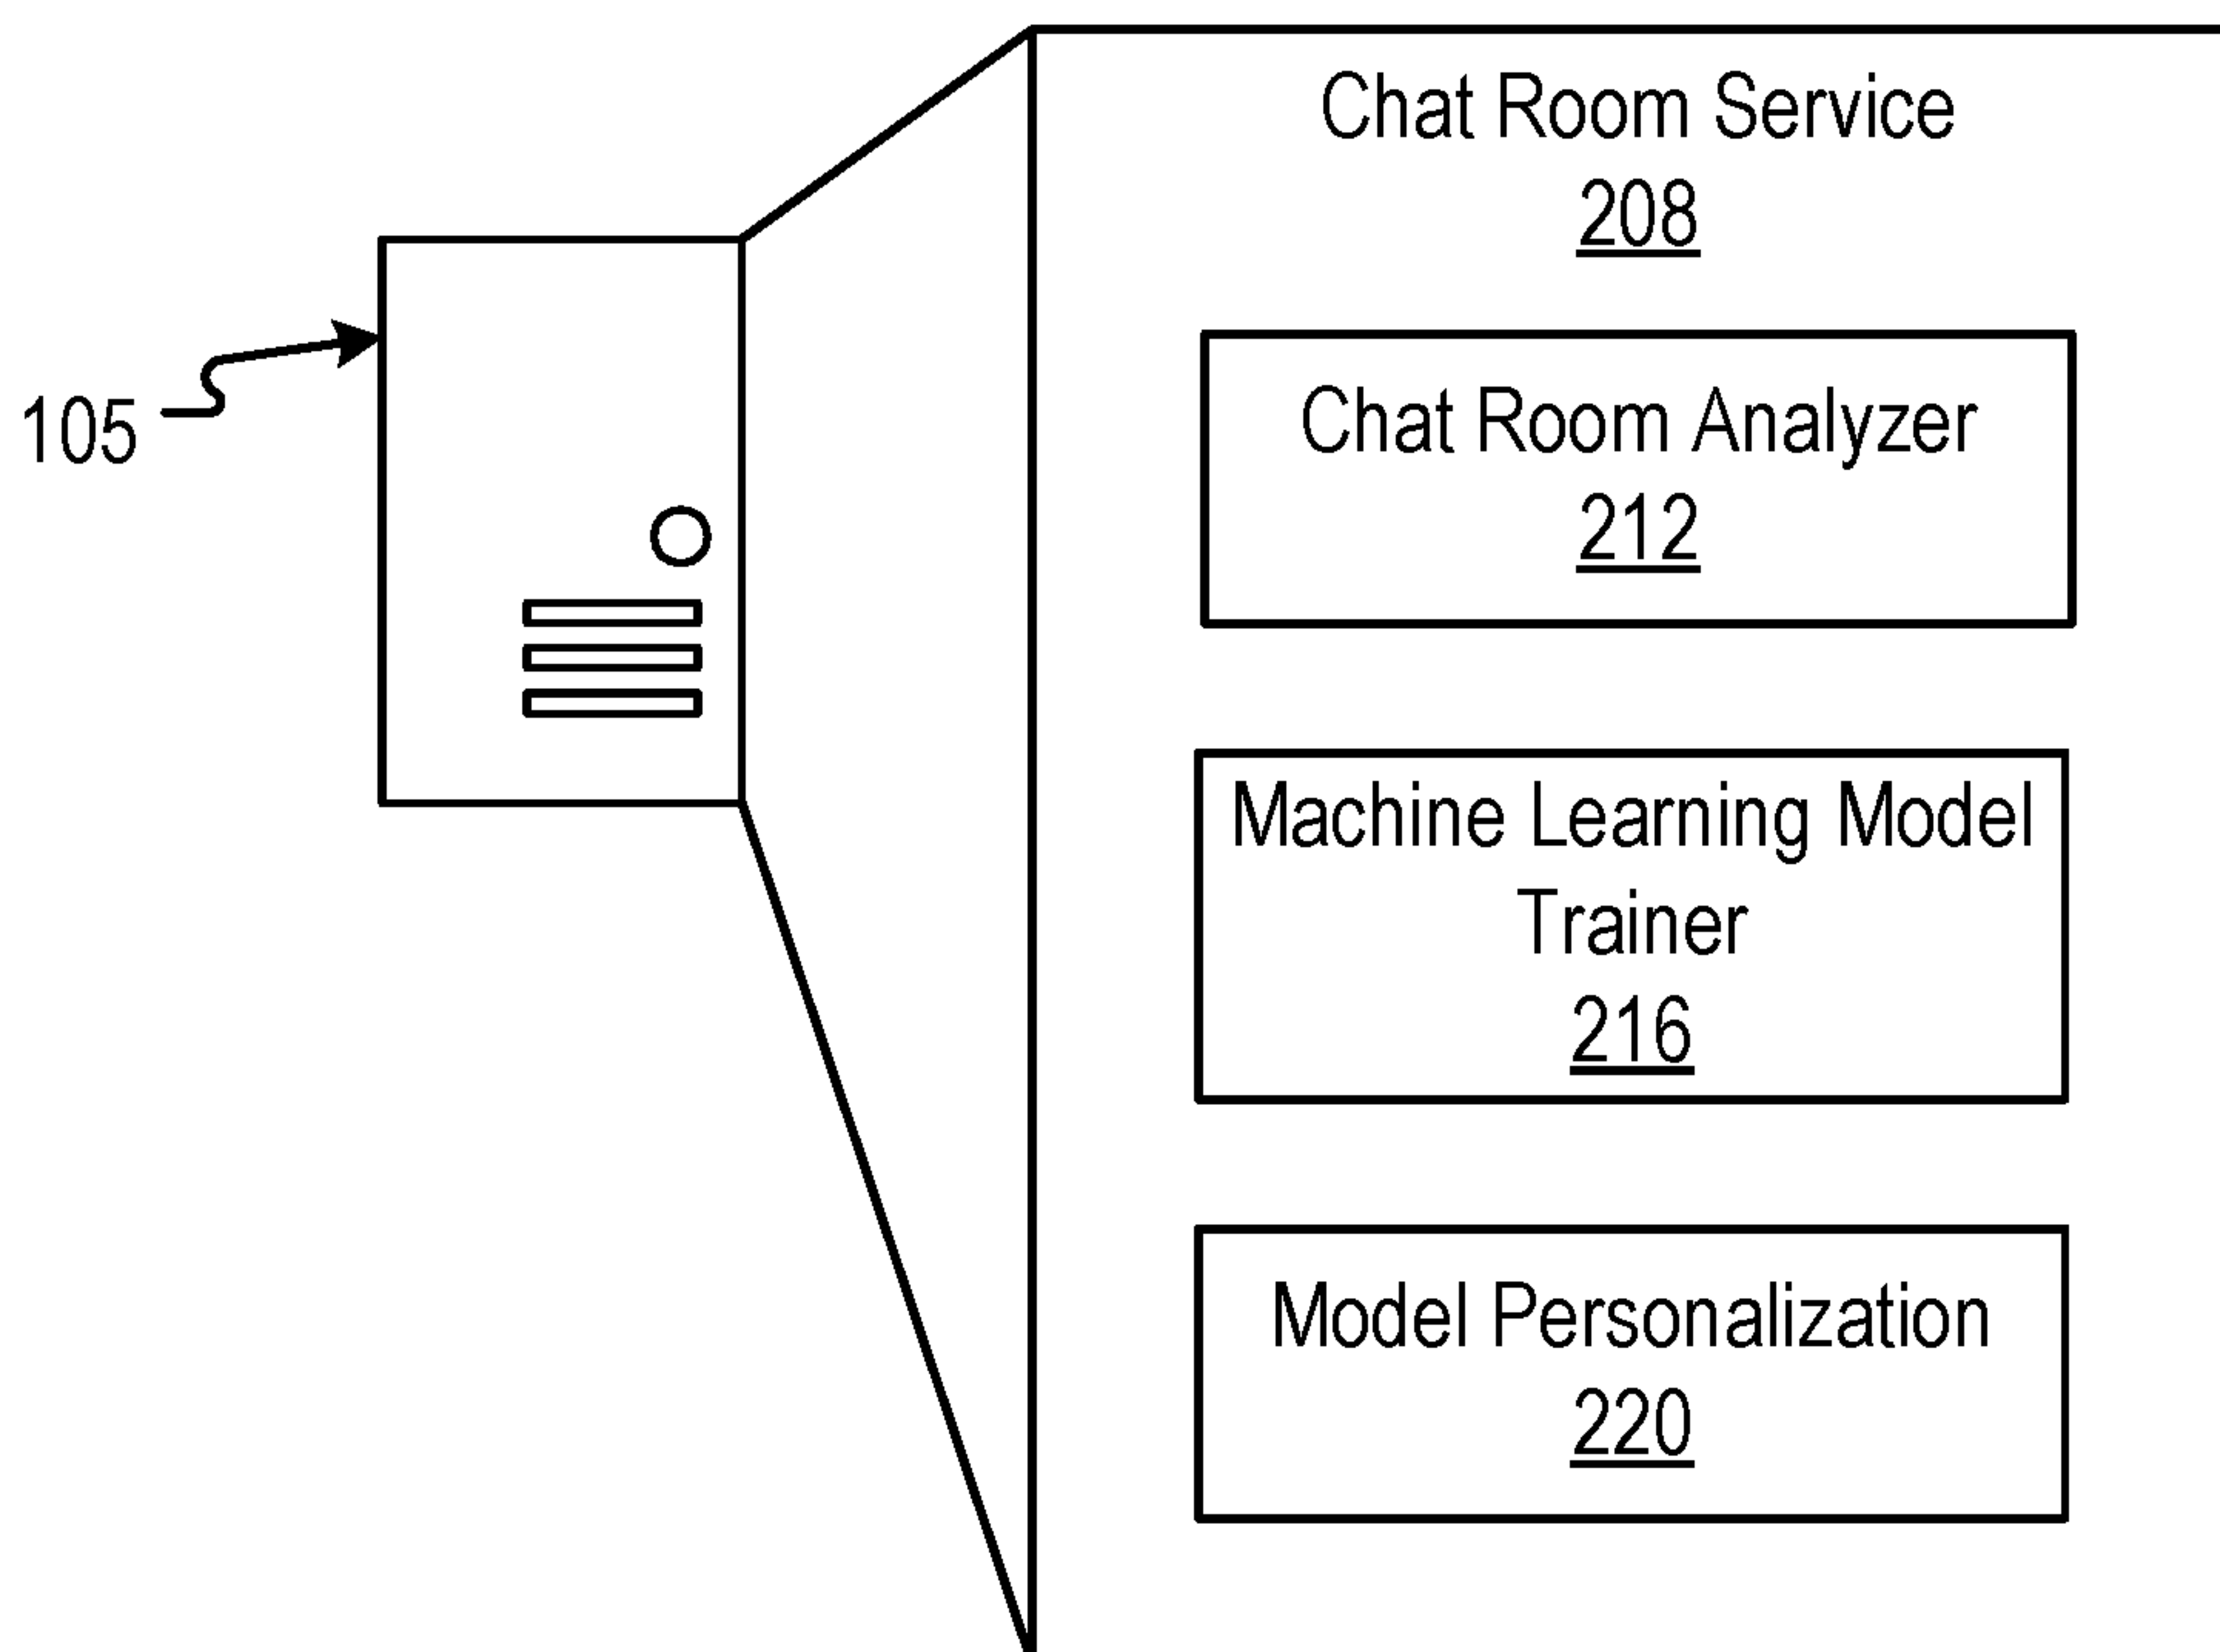 Chat Room Service
208
105
Chat Room Analyzer
212
Machine Learning Model
Trainer
216
Model Personalization
220